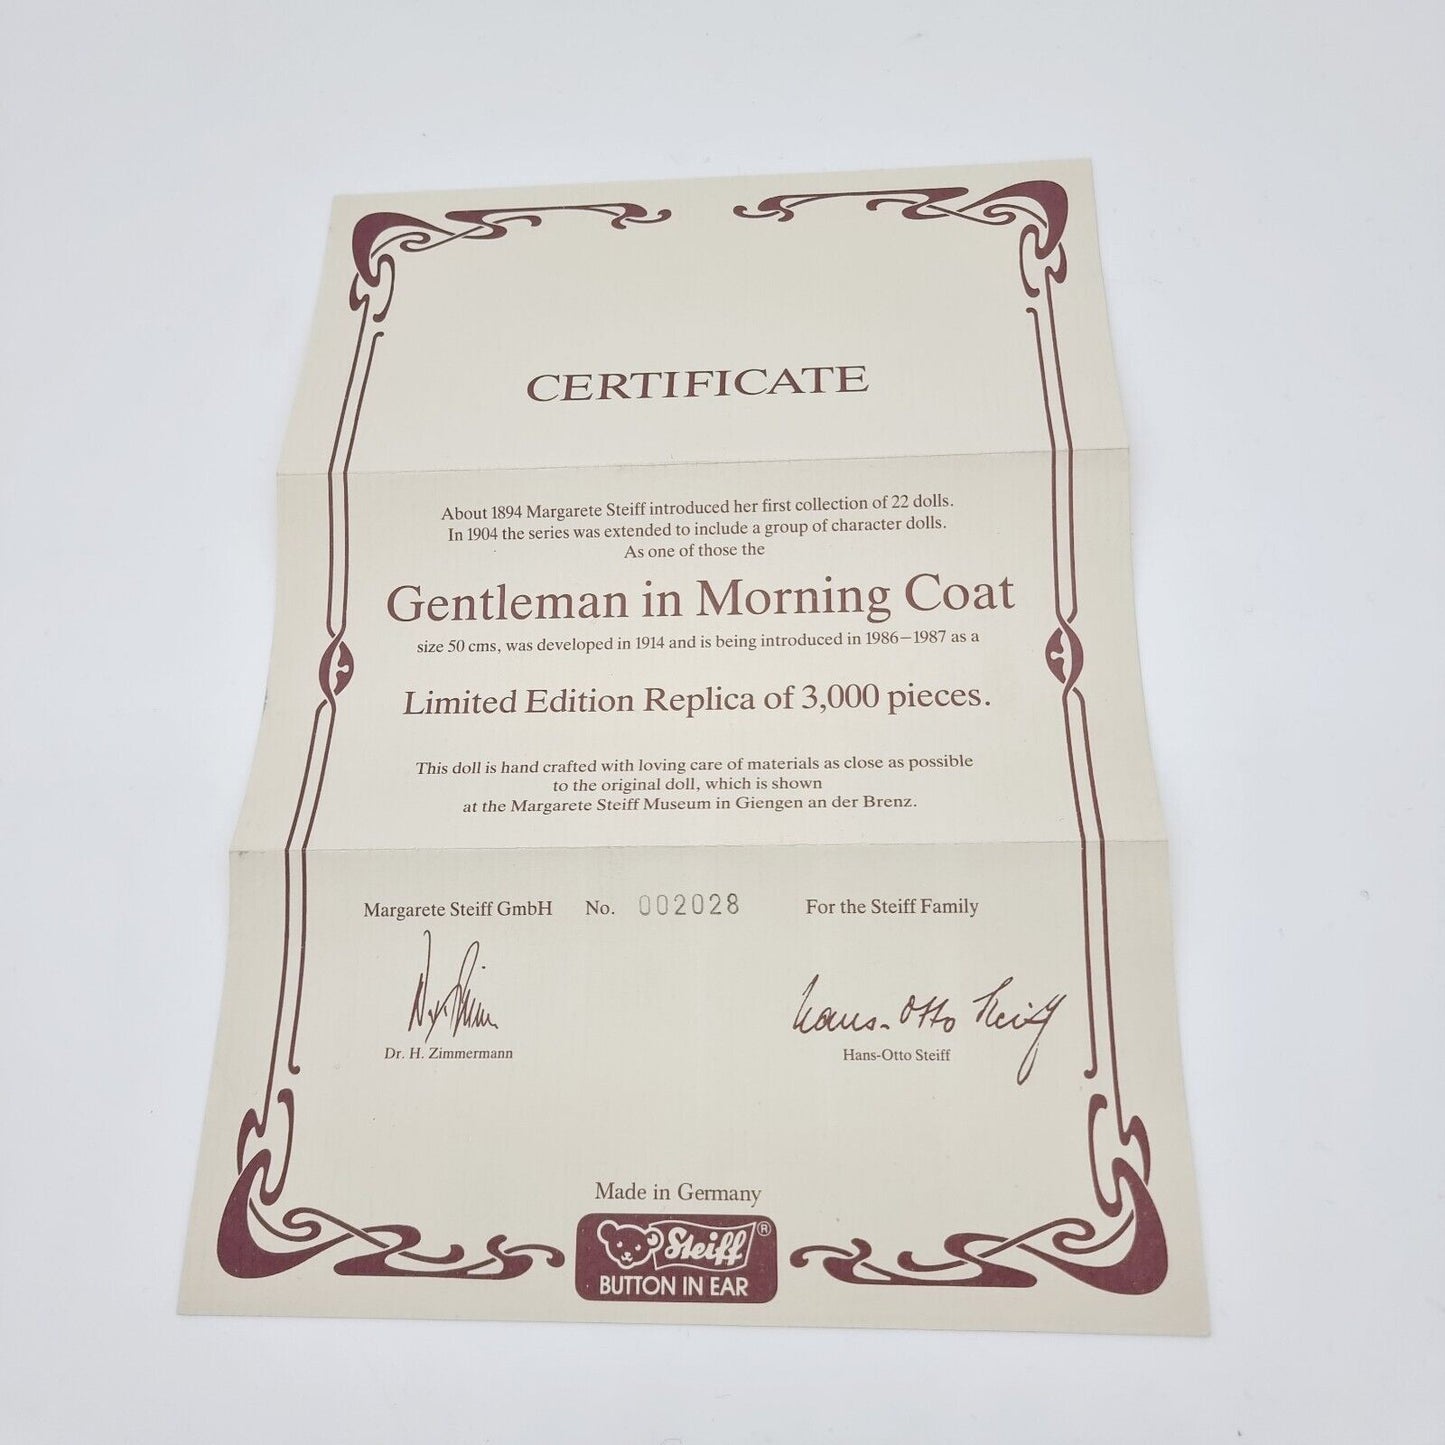 CERTIFICATE
About 1894 Margarete Steiff introduced her first collection of 22 dolls.
In 1904 the series was extended to include a group of character dolls.
As one of those the
Gentleman in Morning Coat
size 50 cms, was developed in 1914 and is being introduced in 1986–1987 as a
Limited Edition Replica of 3,000 pieces.
This doll is hand crafted with loving care of materials as close as possible
to the original doll, which is shown
at the Margarete Steiff Museum in Giengen an der Brenz.
Margarete Steiff GmbH No. 002028 For the Steiff Family
Hans-Otto Steiff
Dr. H. Zimmermann Hans-Otto Steiff
Made in Germany
Steiff ®
BUTTON IN EAR